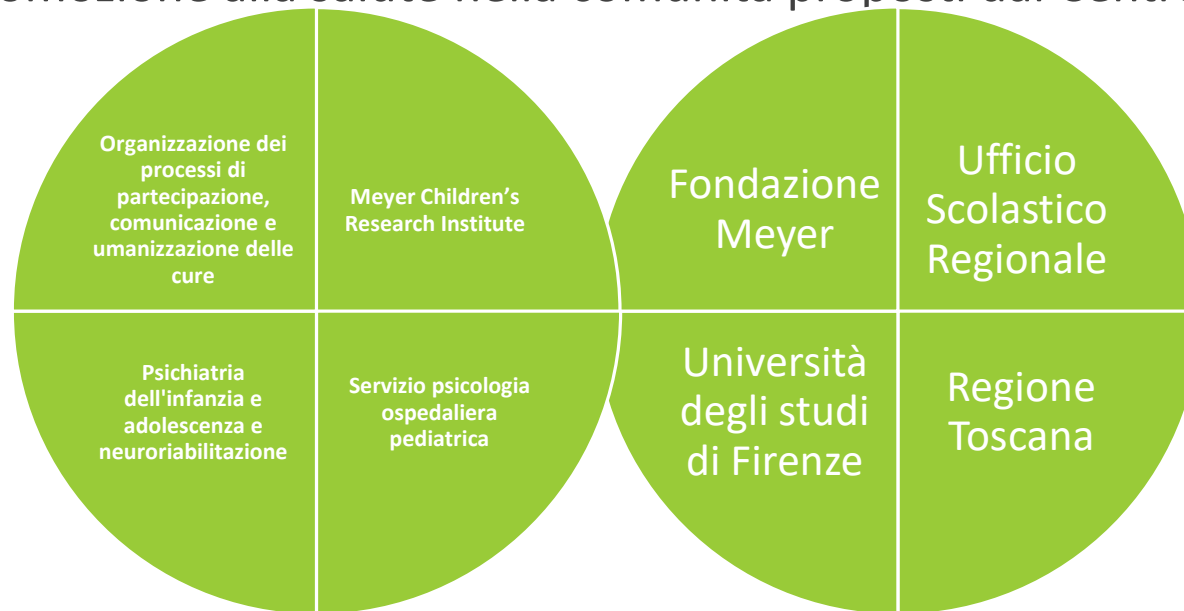 alla salute nella comunità proposti dal
Organizzazione dei
processi di
partecipazione,
comunicazione e
umanizzazione delle
cure
Meyer Children's
Research Institute
Fondazione
Meyer
Ufficio
Scolastico
Regionale
Psichiatria
dell'infanzia e
adolescenza e
neuroriabilitazione
Servizio psicologia
ospedaliera
pediatrica
Università
degli studi
di Firenze
Regione
Toscana